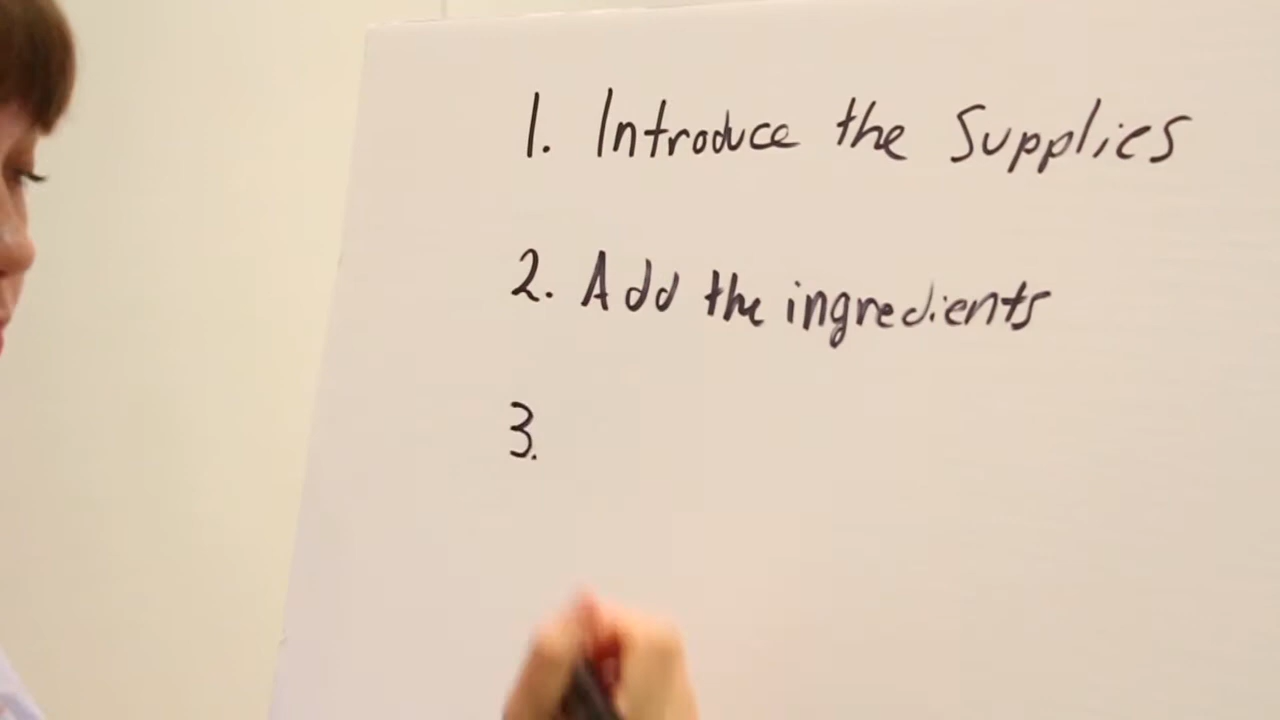 1. Introduce the Supplies
2. Add the ingredients
3.